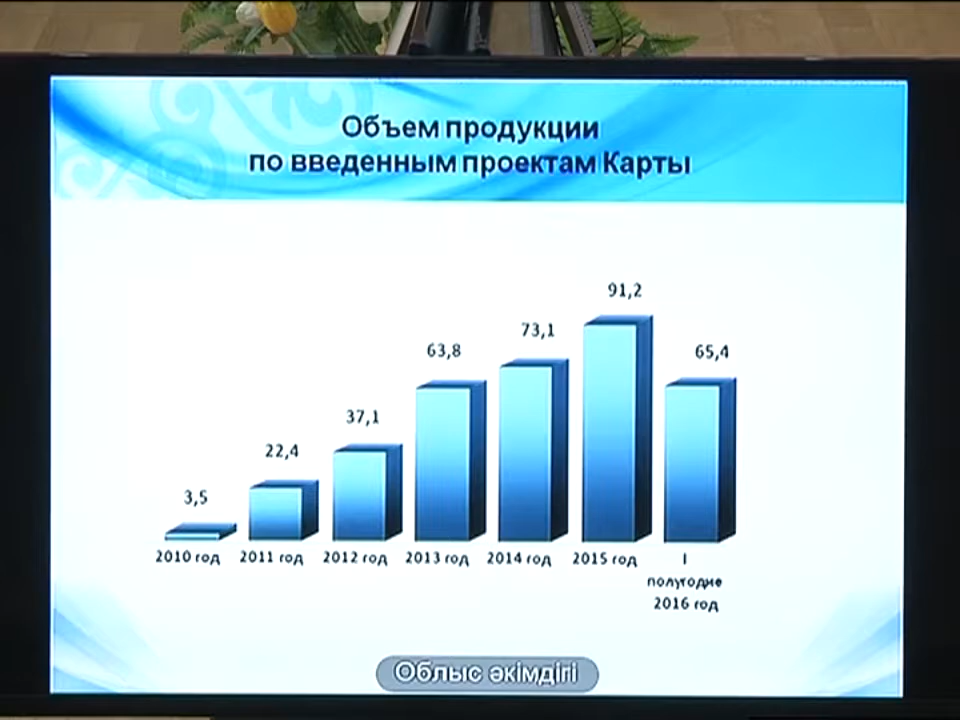 Объем продукции
по введенным проектам Карты
91,2
73,1
65,4
63,8
37,1
22,4
3,5
2010 год 2011 год 2012 год 2013 год 2014 год 2015 год I
полугодие
2016 год
Облыс әкімдігі